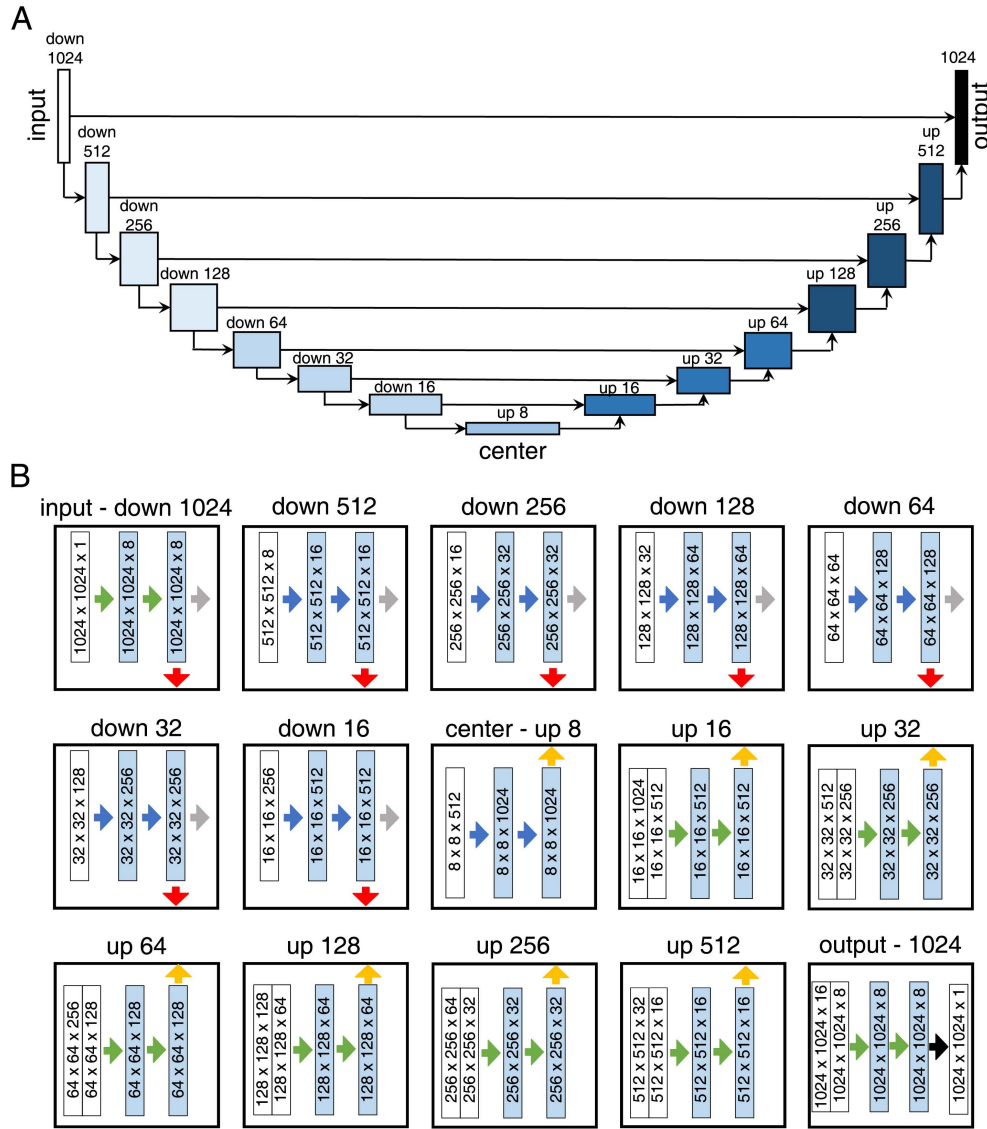 A
down
1024
1024
input
output
down
512
up
512
down
256
up
256
down 128
up 128
down 64
up 64
down 32
up 32
down 16
up 16
up 8
center
B
input - down 1024
1024 x 1024 x 1
1024 x 1024 x 8
1024 x 1024 x 8
down 512
512 x 512 x 8
512 x 512 x 16
512 x 512 x 16
down 256
256 x 256 x 16
256 x 256 x 32
256 x 256 x 32
down 128
128 x 128 x 32
128 x 128 x 64
128 x 128 x 64
down 64
64 x 64 x 64
64 x 64 x 128
64 x 64 x 128
down 32
32 x 32 x 128
32 x 32 x 256
32 x 32 x 256
down 16
16 x 16 x 256
16 x 16 x 512
16 x 16 x 512
center - up 8
8 x 8 x 512
8 x 8 x 1024
8 x 8 x 1024
up 16
16 x 16 x 1024
16 x 16 x 512
16 x 16 x 512
16 x 16 x 512
up 32
32 x 32 x 512
32 x 32 x 256
32 x 32 x 256
32 x 32 x 256
up 64
64 x 64 x 256
64 x 64 x 128
64 x 64 x 128
64 x 64 x 128
up 128
128 x 128 x 128
128 x 128 x 64
128 x 128 x 64
128 x 128 x 64
up 256
256 x 256 x 64
256 x 256 x 32
256 x 256 x 32
256 x 256 x 32
up 512
512 x 512 x 32
512 x 512 x 16
512 x 512 x 16
512 x 512 x 16
output - 1024
1024 x 1024 x 16
1024 x 1024 x 8
1024 x 1024 x 8
1024 x 1024 x 8
1024 x 1024 x 1